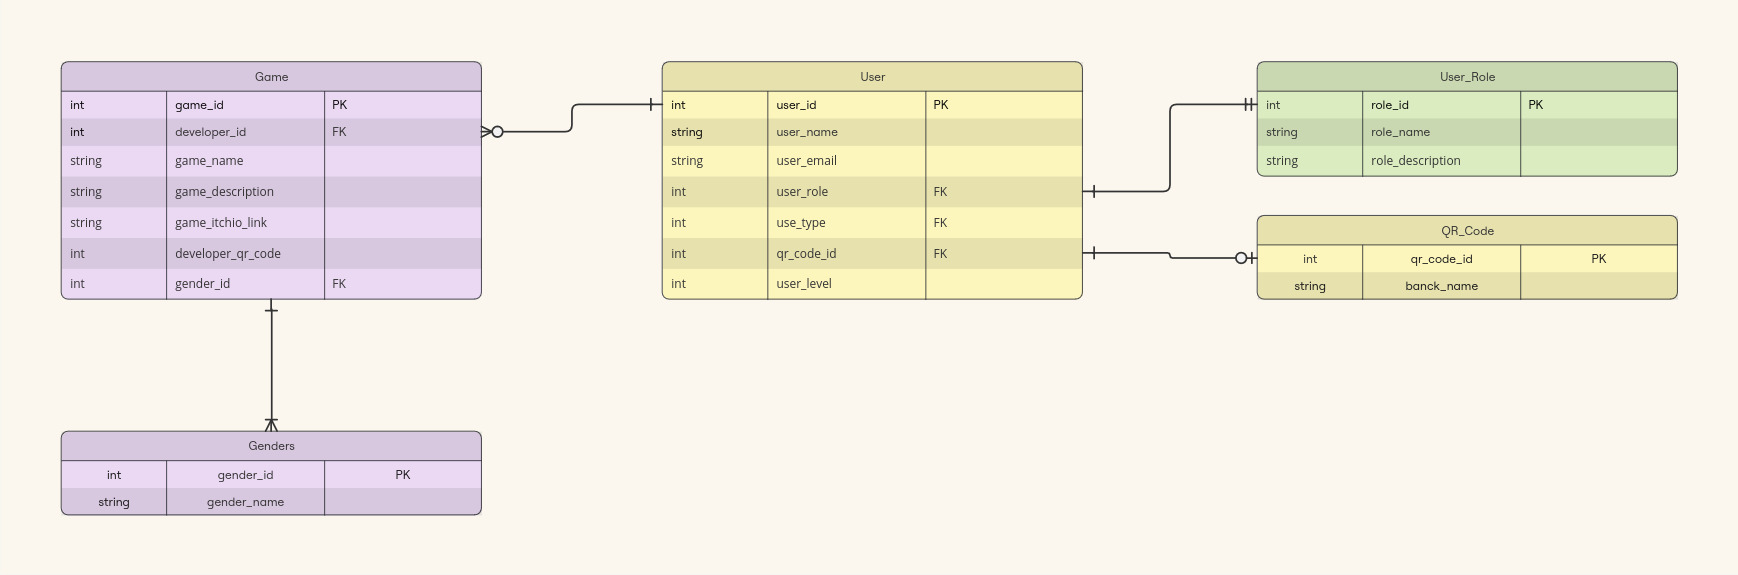 Game
int game_id PK
int developer_id FK
string game_name
string game_description
string game_itchio_link
int developer_qr_code
int gender_id FK
User
int user_id PK
string user_name
string user_email
int user_role FK
int use_type FK
int qr_code_id FK
int user_level
User_Role
int role_id PK
string role_name
string role_description
QR_Code
int qr_code_id PK
string banck_name
Genders
int gender_id PK
string gender_name